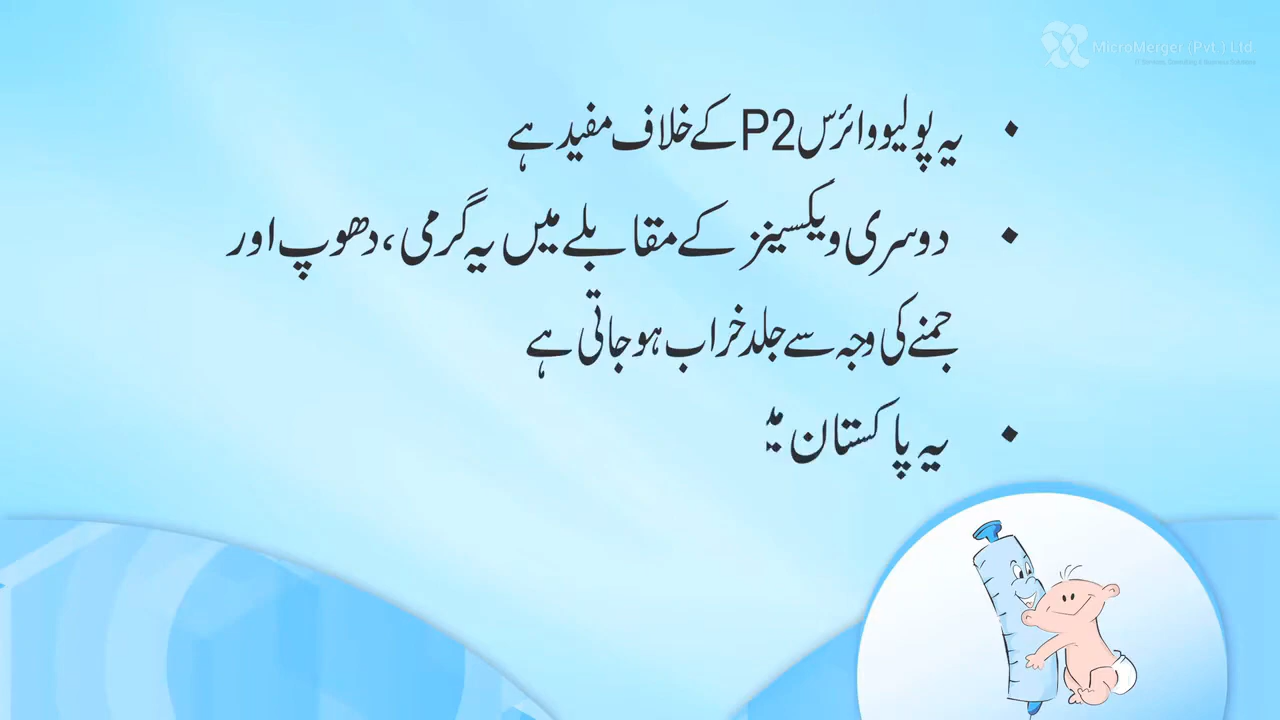 MicroMerger (Pvt.) Ltd
• یہ پولیو وائرس P2 کے خلاف مفید ہے
• دوسری ویکسینز کے مقابلے میں یہ گرمی، دھوپ اور
جمنے کی وجہ سے جلد خراب ہو جاتی ہے
• یہ پاکستان